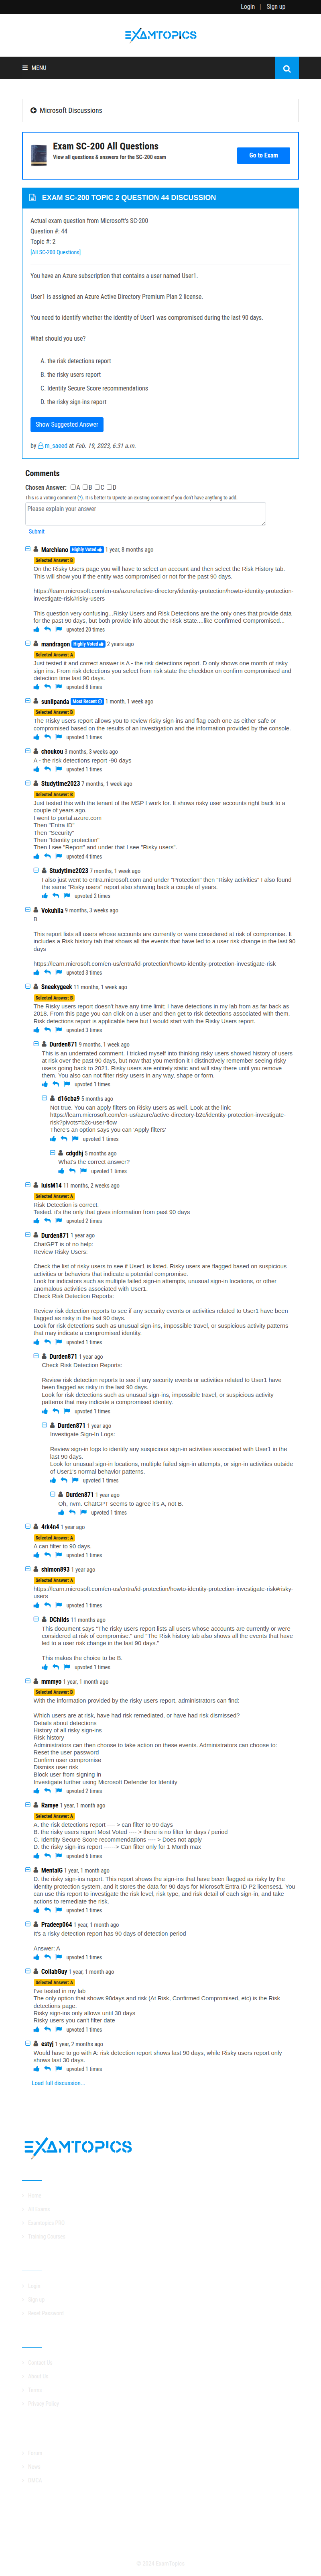 Login | Sign up
EXAMTOPICS
MENU
Microsoft Discussions
Exam SC-200 All Questions
View all questions & answers for the SC-200 exam
Go to Exam
EXAM SC-200 TOPIC 2 QUESTION 44 DISCUSSION
Actual exam question from Microsoft's SC-200
Question #: 44
Topic #: 2
[All SC-200 Questions]
You have an Azure subscription that contains a user named User1.
User1 is assigned an Azure Active Directory Premium Plan 2 license.
You need to identify whether the identity of User1 was compromised during the last 90 days.
What should you use?
A. the risk detections report
B. the risky users report
C. Identity Secure Score recommendations
D. the risky sign-ins report
Show Suggested Answer
by m_saeed at Feb. 19, 2023, 6:31 a.m.
Comments
Chosen Answer: A B C D
This is a voting comment (?). It is better to Upvote an existing comment if you don't have anything to add.
Please explain your answer
Submit
Marchiano Highly Voted 1 year, 8 months ago
Selected Answer: B
On the Risky Users page you will have to select an account and then select the Risk History tab.
This will show you if the entity was compromised or not for the past 90 days.
https://learn.microsoft.com/en-us/azure/active-directory/identity-protection/howto-identity-protection-
investigate-risk#risky-users
This question very confusing...Risky Users and Risk Detections are the only ones that provide data
for the past 90 days, but both provide info about the Risk State....like Confirmed Compromised...
upvoted 20 times
mandragon Highly Voted 2 years ago
Selected Answer: A
Just tested it and correct answer is A - the risk detections report. D only shows one month of risky
sign ins. From risk detections you select from risk state the checkbox on confirm compromised and
detection time last 90 days.
upvoted 8 times
sunilpanda Most Recent 1 month, 1 week ago
Selected Answer: B
The Risky users report allows you to review risky sign-ins and flag each one as either safe or
compromised based on the results of an investigation and mapped the info provided by the console.
upvoted 1 times
choukou 3 months, 3 weeks ago
A - the risk detections report -90 days
upvoted 1 times
Studytime2023 7 months, 1 week ago
Selected Answer: B
Just tested this with the tenant of the MSP I work for. It shows risky user accounts right back to a
couple of years ago.
I went to portal.azure.com
Then "Entra ID"
Then "Security"
Then "Identity protection"
Then I see "Report" and under that I see "Risky users".
upvoted 4 times
Studytime2023 7 months, 1 week ago
I also just went to entra.microsoft.com and under "Protection" then "Risky activities" I also found
the same "Risky users" report also showing back a couple of years.
upvoted 2 times
Vokuhila 9 months, 3 weeks ago
B
This report lists all users whose accounts are currently or were considered at risk of compromise. It
includes a Risk history tab that shows all the events that have led to a user risk change in the last 90
days
https://learn.microsoft.com/en-us/entra/id-protection/howto-identity-protection-investigate-risk
upvoted 3 times
Sneekygeek 11 months, 1 week ago
Selected Answer: B
The Risky users report doesn't have any time limit; I have detections in my lab from as far back as
2018. From this page you can click on a user and then get to risk detections associated with them.
Risk detections report is applicable here but I would start with the Risky Users report.
upvoted 3 times
Durden871 9 months, 1 week ago
This is an underrated comment. I tricked myself into thinking risky users showed history of users
at risk over the past 90 days, but now that you mention it I distinctively remember seeing users
users going back to 2021. Risky users are entirely static and will stay this way until you remove
them. You also can not filter risky users in any way, shape or form.
upvoted 1 times
d16cba9 5 months ago
Not true. You can apply filters on Risky users as well. Look at the link:
https://learn.microsoft.com/en-us/azure/active-directory-b2c/identity-protection-investigate-
risk?pivots=b2c-user-flow
There's an option says you can 'Apply filters'
upvoted 1 times
cdgdhj 5 months ago
What's the correct answer?
upvoted 1 times
luisM14 11 months, 2 weeks ago
Selected Answer: A
Risk Detection is correct.
Tested. it's the only that gives information from past 90 days
upvoted 2 times
Durden871 1 year ago
ChatGPT is of no help:
Review Risky Users:
Check the list of risky users to see if User1 is listed. Risky users are flagged based on suspicious
activities or behaviors that indicate a potential compromise.
Look for indicators such as multiple failed sign-in attempts, unusual sign-in locations, or other
anomalous activities associated with User1.
Check Risk Detection Reports:
Review risk detection reports to see if any security events or activities related to User1 have been
flagged as risky in the last 90 days.
Look for risk detections such as unusual sign-ins, impossible travel, or suspicious activity patterns
that may indicate a compromised identity.
upvoted 1 times
Durden871 1 year ago
Check Risk Detection Reports:
Review risk detection reports to see if any security events or activities related to User1 have
been flagged as risky in the last 90 days.
Look for risk detections such as unusual sign-ins, impossible travel, or suspicious activity
patterns that may indicate a compromised identity.
upvoted 1 times
Durden871 1 year ago
Investigate Sign-In Logs:
Review sign-in logs to identify any suspicious sign-in activities associated with User1 in the
last 90 days.
Look for unusual sign-in locations, multiple failed sign-in attempts, or sign-in activities outside
of User1's normal behavior patterns.
upvoted 1 times
Durden871 1 year ago
Oh, nvm. ChatGPT seems to agree it's A, not B.
upvoted 1 times
4rk4n4 1 year ago
Selected Answer: A
A can filter to 90 days.
upvoted 1 times
shimon893 1 year ago
Selected Answer: A
https://learn.microsoft.com/en-us/entra/id-protection/howto-identity-protection-investigate-risk#risky-
users
upvoted 1 times
DChilds 11 months ago
This document says "The risky users report lists all users whose accounts are currently or were
considered at risk of compromise." and "The Risk history tab also shows all the events that have
led to a user risk change in the last 90 days."
This makes the choice to be B.
upvoted 1 times
mmmyo 1 year, 1 month ago
Selected Answer: B
With the information provided by the risky users report, administrators can find:
Which users are at risk, have had risk remediated, or have had risk dismissed?
Details about detections
History of all risky sign-ins
Risk history
Administrators can then choose to take action on these events. Administrators can choose to:
Reset the user password
Confirm user compromise
Dismiss user risk
Block user from signing in
Investigate further using Microsoft Defender for Identity
upvoted 2 times
Ramye 1 year, 1 month ago
Selected Answer: A
A. the risk detections report ---- > can filter to 90 days
B. the risky users report Most Voted ---- > there is no filter for days / period
C. Identity Secure Score recommendations ---- > Does not apply
D. the risky sign-ins report ------> Can filter only for 1 Month max
upvoted 6 times
MentalG 1 year, 1 month ago
D. the risky sign-ins report. This report shows the sign-ins that have been flagged as risky by the
identity protection system, and it stores the data for 90 days for Microsoft Entra ID P2 licenses1. You
can use this report to investigate the risk level, risk type, and risk detail of each sign-in, and take
actions to remediate the risk.
upvoted 1 times
Pradeep064 1 year, 1 month ago
It's a risky detection report has 90 days of detection period
Answer: A
upvoted 1 times
CollabGuy 1 year, 1 month ago
Selected Answer: A
I've tested in my lab
The only option that shows 90days and risk (At Risk, Confirmed Compromised, etc) is the Risk
detections page.
Risky sign-ins only allows until 30 days
Risky users you can't filter date
upvoted 1 times
estyj 1 year, 2 months ago
Would have to go with A: risk detection report shows last 90 days, while Risky users report only
shows last 30 days.
upvoted 1 times
Load full discussion...
EXAMTOPICS